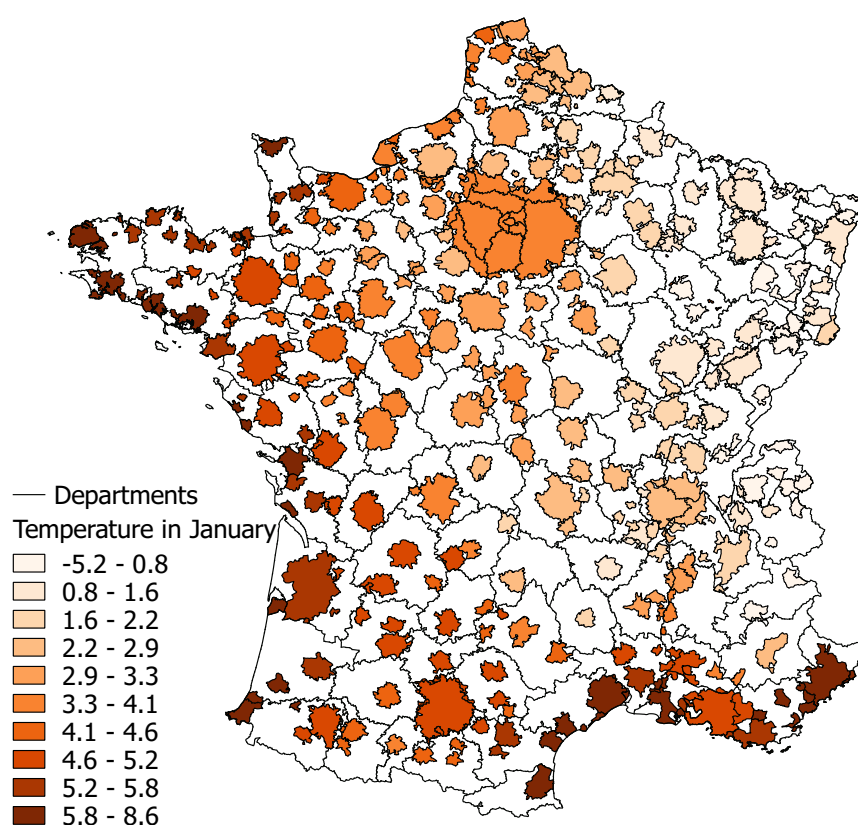 Departments
Temperature in January
-5.2 - 0.8
0.8 - 1.6
1.6 - 2.2
2.2 - 2.9
2.9 - 3.3
3.3 - 4.1
4.1 - 4.6
4.6 - 5.2
5.2 - 5.8
5.8 - 8.6